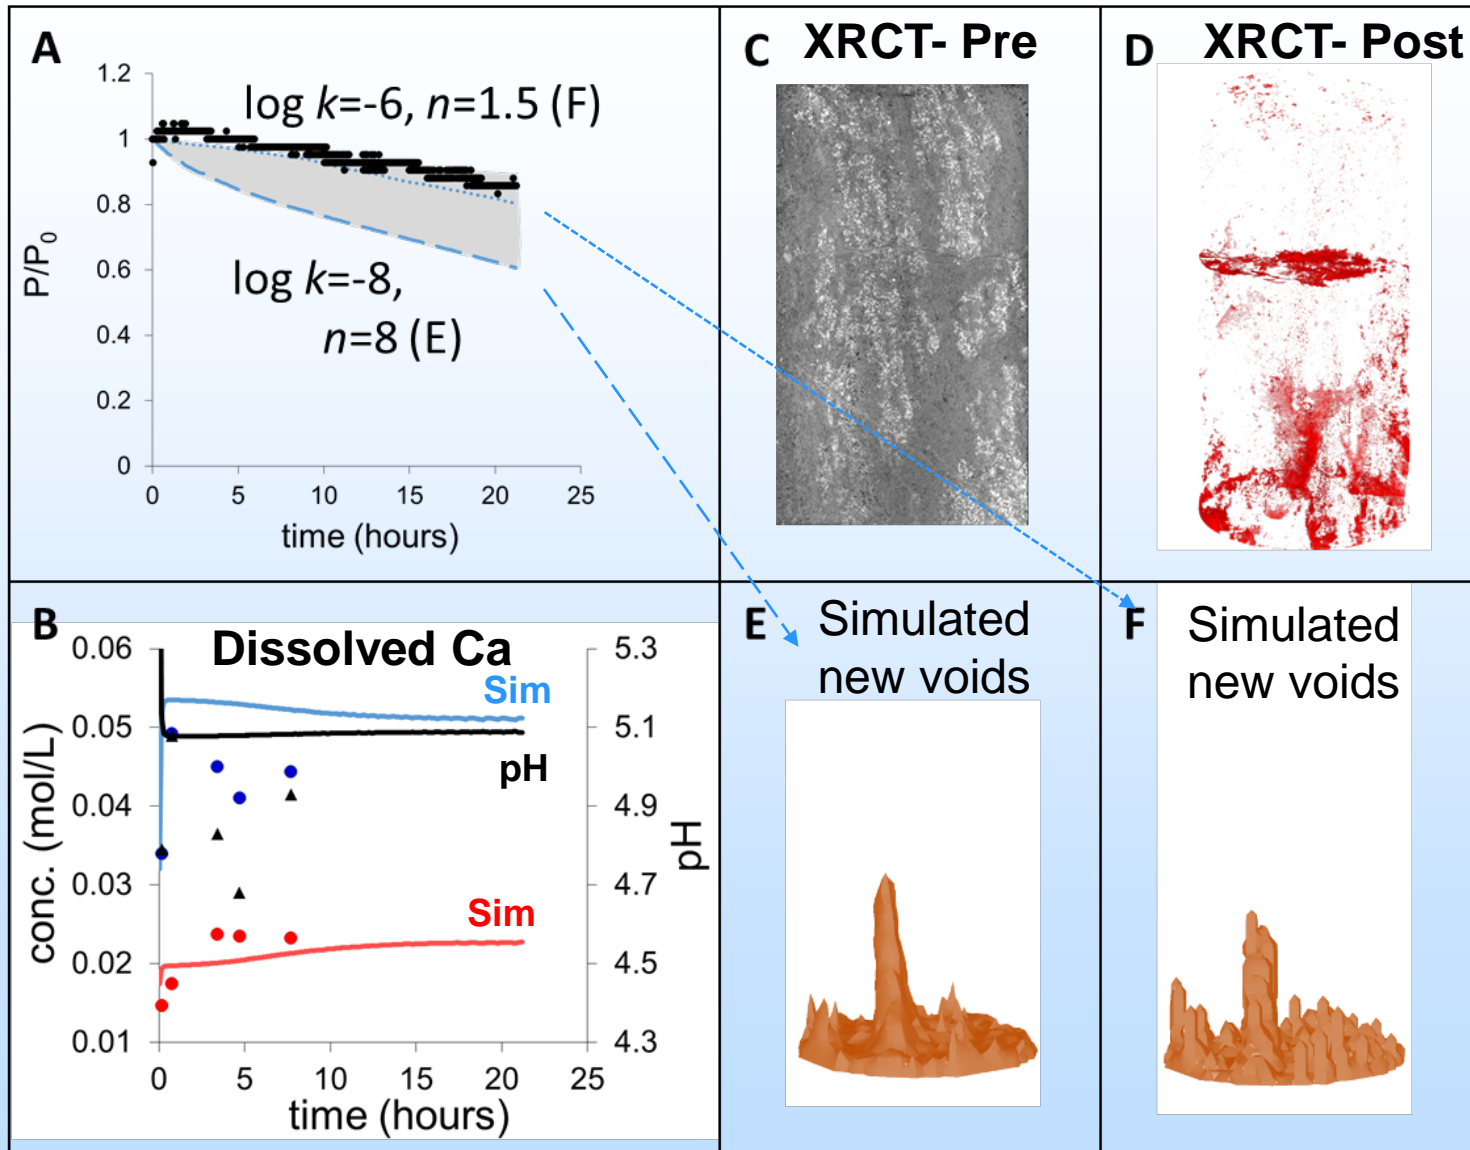 A
1.2
1
0.8
0.6
0.4
0.2
0
P/P0
log k=-6, n=1.5 (F)
log k=-8,
n=8 (E)
0 5 10 15 20 25
time (hours)
C XRCT- Pre
D XRCT- Post
B Dissolved Ca
0.06
0.05
0.04
0.03
0.02
0.01
conc. (mol/L)
Sim
pH
Sim
5.3
5.1
4.9
4.7
4.5
4.3
pH
0 5 10 15 20 25
time (hours)
E Simulated
new voids
F Simulated
new voids